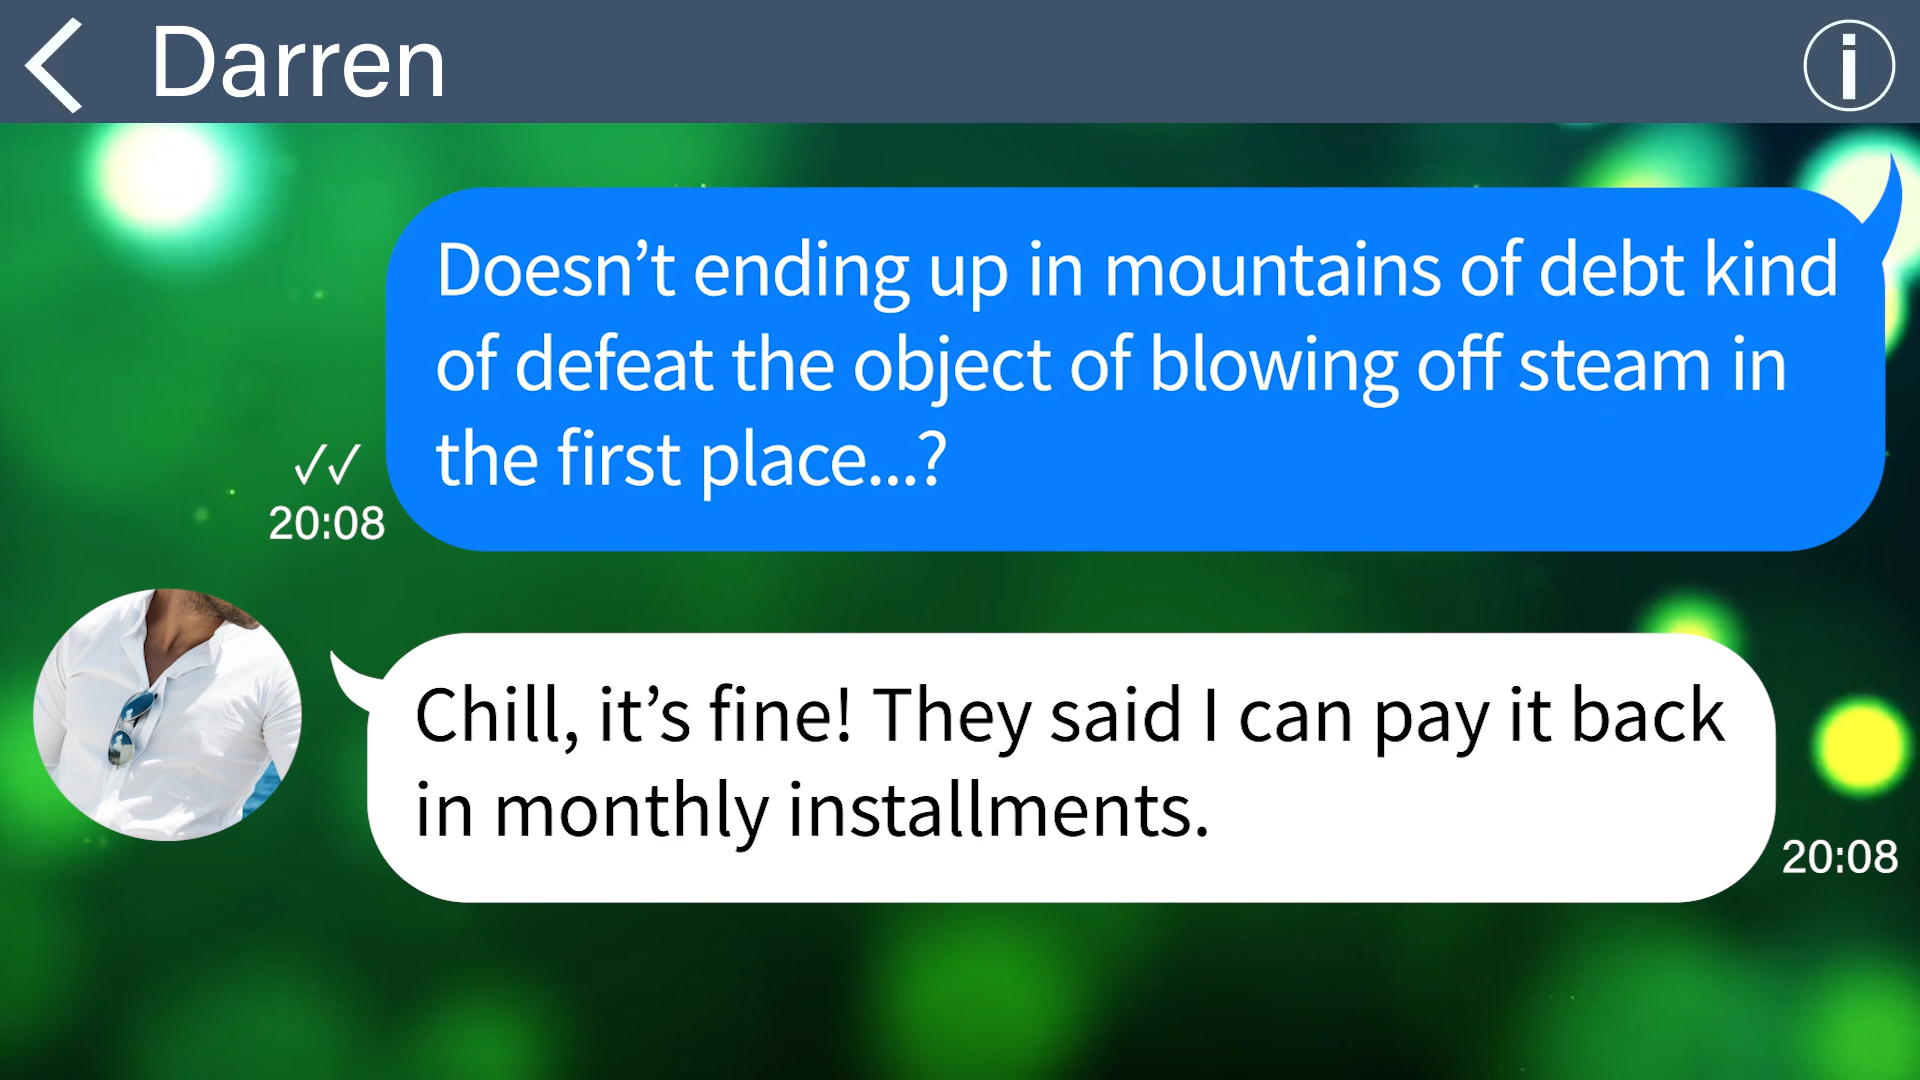 Darren
Doesn’t ending up in mountains of debt kind
of defeat the object of blowing off steam in
the first place...?
20:08
Chill, it’s fine! They said I can pay it back
in monthly installments.
20:08